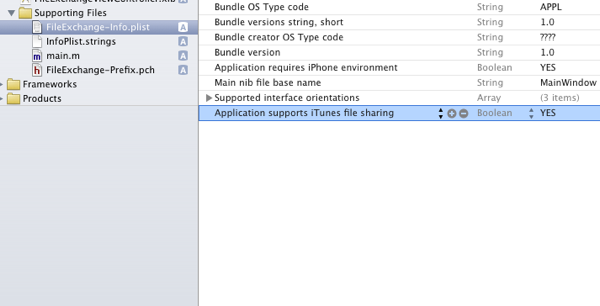 Supporting Files
FileExchange-Info.plist A
InfoPlist.strings A
main.m A
FileExchange-Prefix.pch A
Frameworks
Products
Bundle OS Type code String APPL
Bundle versions string, short String 1.0
Bundle creator OS Type code String ????
Bundle version String 1.0
Application requires iPhone environment Boolean YES
Main nib file base name String MainWindow
Supported interface orientations Array (3 items)
Application supports iTunes file sharing Boolean YES